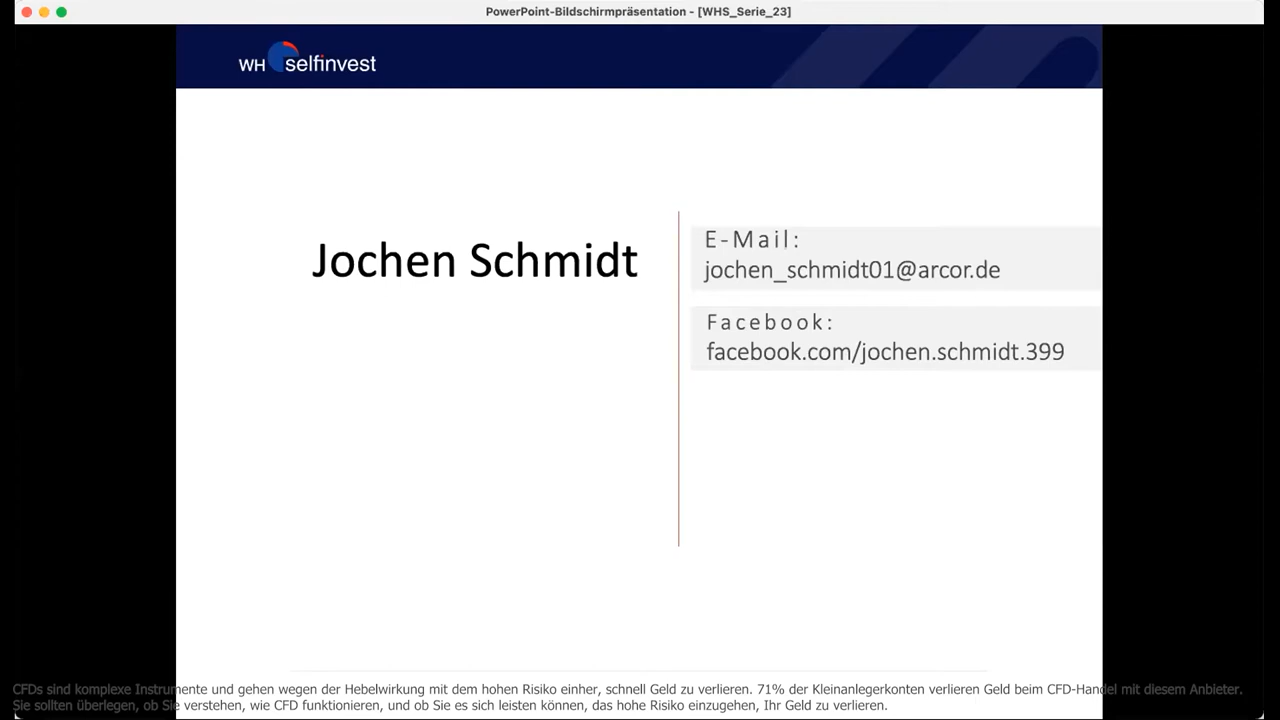 PowerPoint-Bildschirmpräsentation - [WHS_Serie_23]
WH selfinvest
Jochen Schmidt
E-Mail:
jochen_schmidt01@arcor.de
Facebook:
facebook.com/jochen.schmidt.399
CFDs sind komplexe Instrumente und gehen wegen der Hebelwirkung mit dem hohen Risiko einher, schnell Geld zu verlieren. 71% der Kleinanlegerkonten verlieren Geld beim CFD-Handel mit diesem Anbieter.
Sie sollten überlegen, ob Sie verstehen, wie CFD funktionieren, und ob Sie es sich leisten können, das hohe Risiko einzugehen, Ihr Geld zu verlieren.